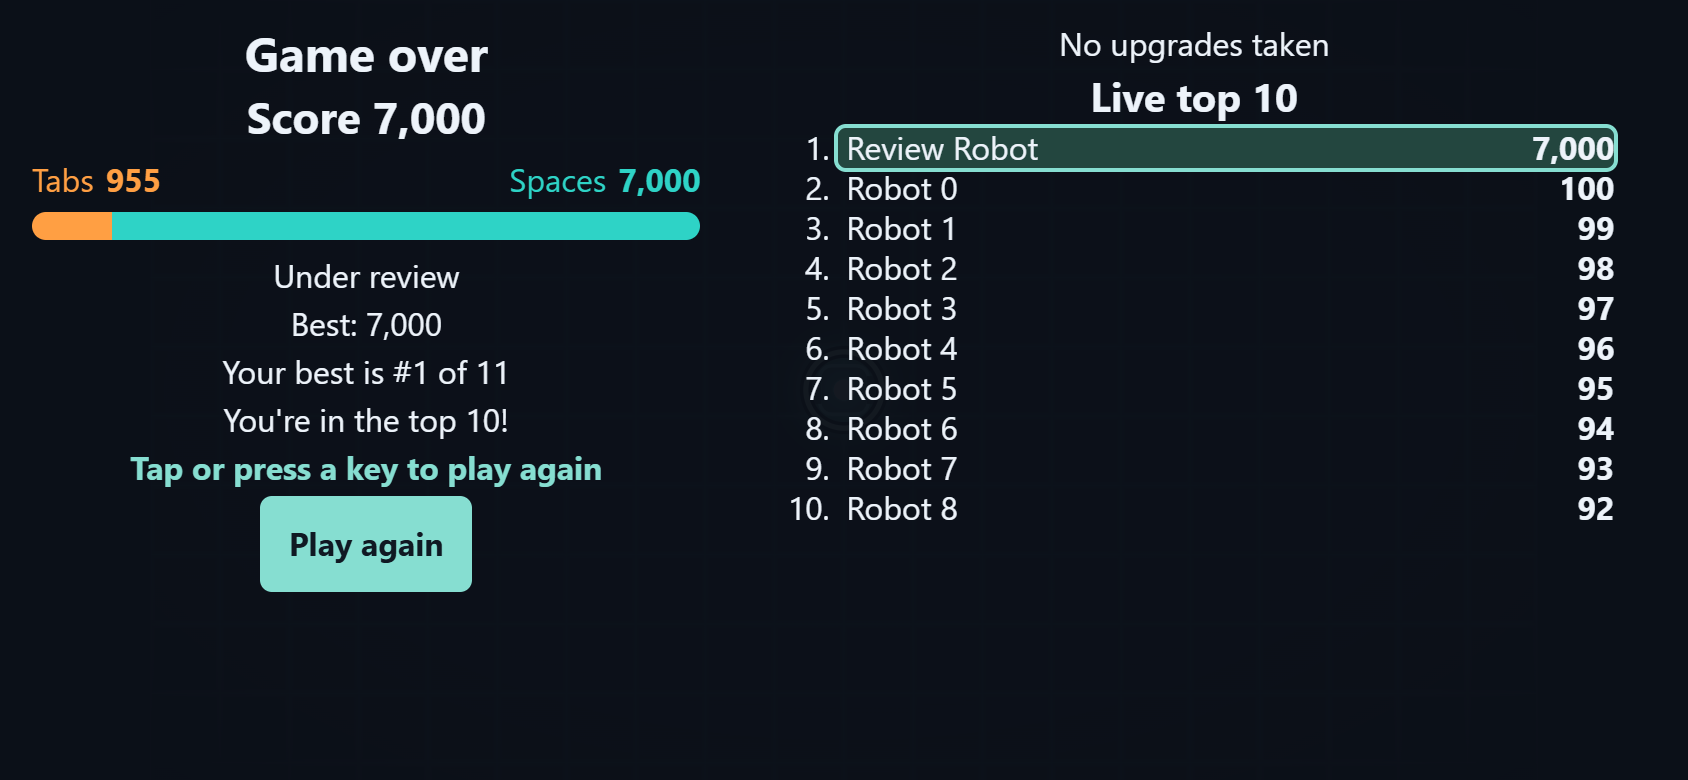 Game over
Score 7,000
Tabs 955 Spaces 7,000
Under review
Best: 7,000
Your best is #1 of 11
You're in the top 10!
Tap or press a key to play again
Play again
No upgrades taken
Live top 10
1. Review Robot 7,000
2. Robot 0 100
3. Robot 1 99
4. Robot 2 98
5. Robot 3 97
6. Robot 4 96
7. Robot 5 95
8. Robot 6 94
9. Robot 7 93
10. Robot 8 92